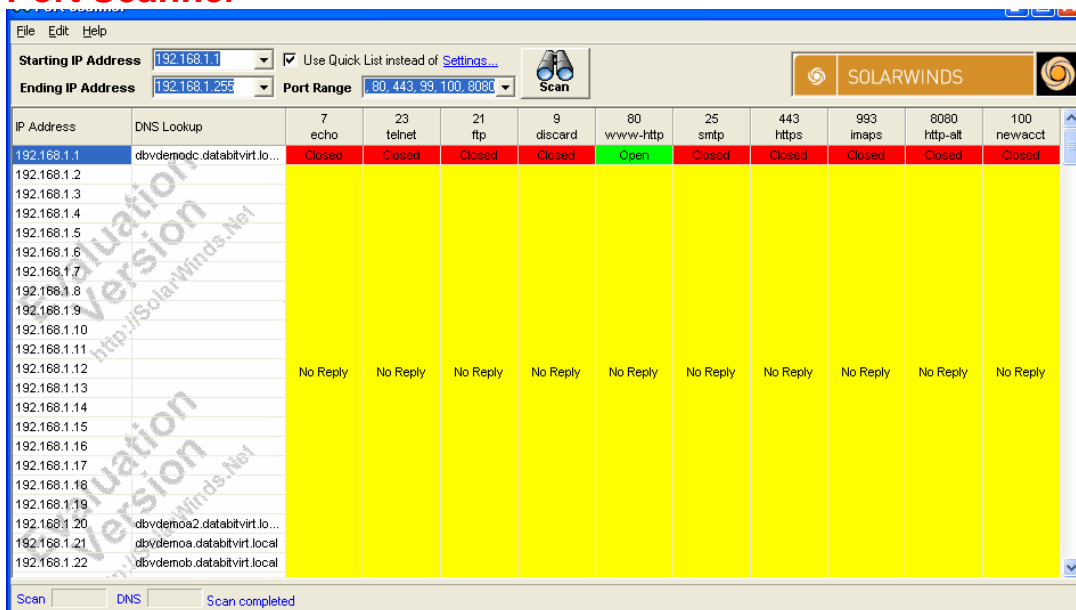 Port Scanner
File Edit Help
Starting IP Address 192.168.1.1 Use Quick List instead of Settings...
Ending IP Address 192.168.1.255 Port Range , 80, 443, 99, 100, 8080 Scan
SOLARWINDS
IP Address DNS Lookup 7 echo 23 telnet 21 ftp 9 discard 80 www-http 25 smtp 443 https 993 imaps 8080 http-alt 100 newacct
192.168.1.1 dbvdemodc.databitvirt.lo... Closed Closed Closed Closed Open Closed Closed Closed Closed Closed
192.168.1.2
192.168.1.3
192.168.1.4
192.168.1.5
192.168.1.6
192.168.1.7
192.168.1.8
192.168.1.9
192.168.1.10
192.168.1.11
192.168.1.12 No Reply No Reply No Reply No Reply No Reply No Reply No Reply No Reply No Reply No Reply
192.168.1.13
192.168.1.14
192.168.1.15
192.168.1.16
192.168.1.17
192.168.1.18
192.168.1.19
192.168.1.20 dbvdemoa2.databitvirt.lo...
192.168.1.21 dbvdemoa.databitvirt.local
192.168.1.22 dbvdemob.databitvirt.local
Evaluation
Version
http://SolarWinds.Net
Evaluation
Version
http://SolarWinds.Net
Scan DNS Scan completed